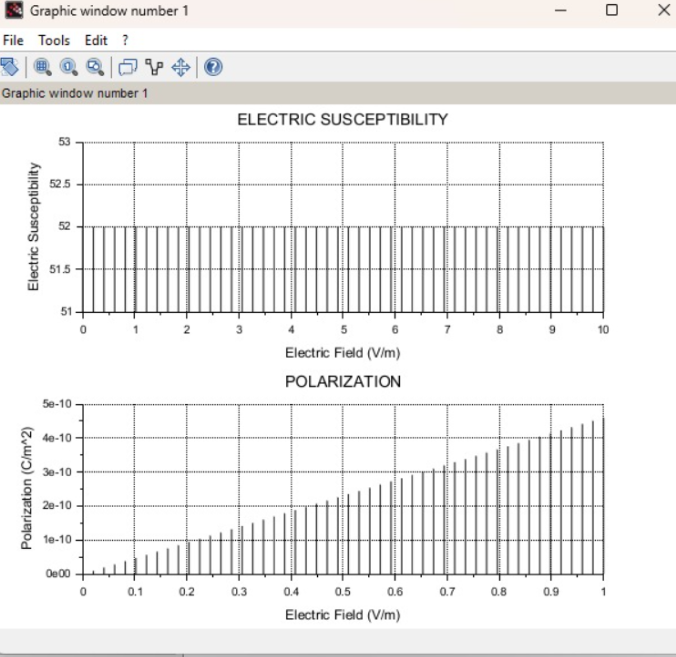 Graphic window number 1
File Tools Edit ?
Graphic window number 1
ELECTRIC SUSCEPTIBILITY
Electric Susceptibility
53
52.5
52
51.5
51
0 1 2 3 4 5 6 7 8 9 10
Electric Field (V/m)
POLARIZATION
Polarization (C/m^2)
5e-10
4e-10
3e-10
2e-10
1e-10
0e00
0 0.1 0.2 0.3 0.4 0.5 0.6 0.7 0.8 0.9 1
Electric Field (V/m)